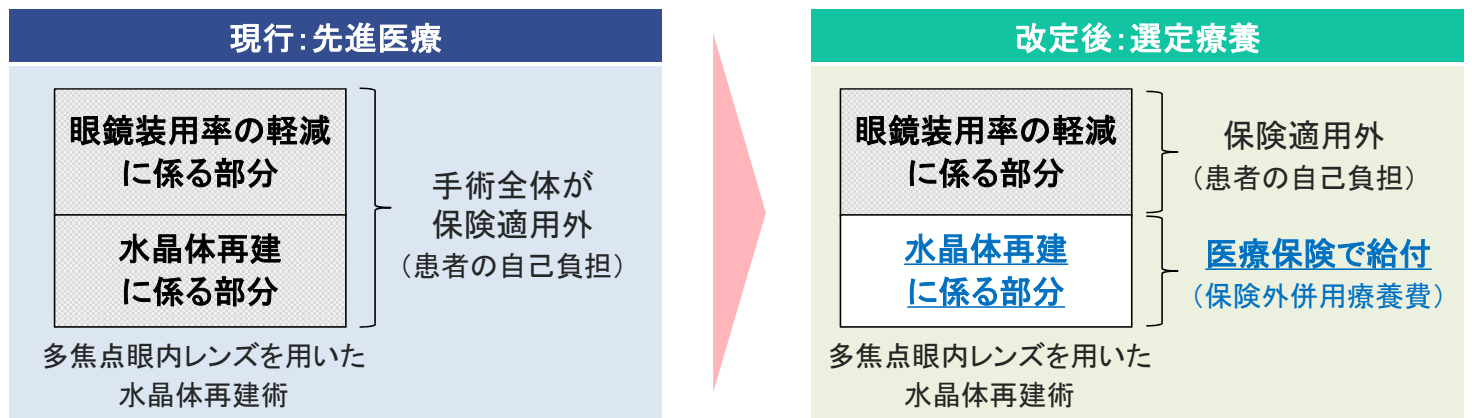 現行：先進医療
眼鏡装用率の軽減
に係る部分
水晶体再建
に係る部分
手術全体が
保険適用外
（患者の自己負担）
多焦点眼内レンズを用いた
水晶体再建術
改定後：選定療養
眼鏡装用率の軽減
に係る部分
保険適用外
（患者の自己負担）
水晶体再建
に係る部分
医療保険で給付
（保険外併用療養費）
多焦点眼内レンズを用いた
水晶体再建術